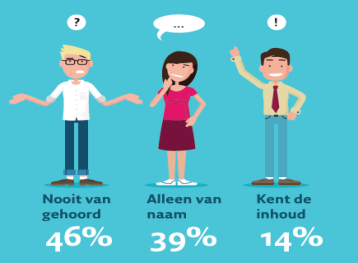 ?
...
!
Nooit van
gehoord
46%
Alleen van
naam
39%
Kent de
inhoud
14%